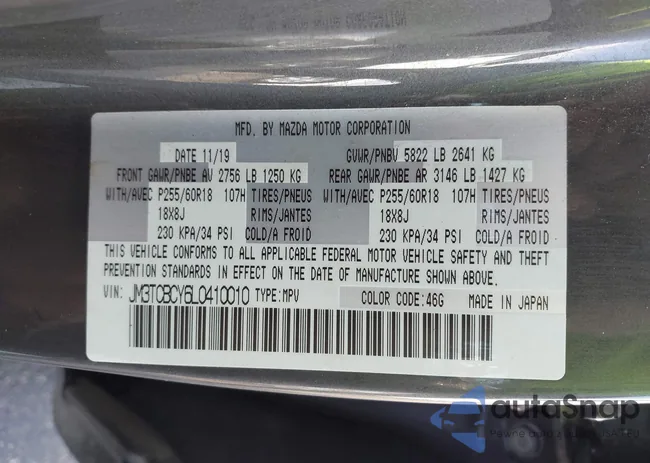 MFD. BY MAZDA MOTOR CORPORATION
DATE 11/19 GVWR/PNBV 5822 LB 2641 KG
FRONT GAWR/PNBE AV 2756 LB 1250 KG REAR GAWR/PNBE AR 3146 LB 1427 KG
WITH/AVEC P255/60R18 107H TIRES/PNEUS WITH/AVEC P255/60R18 107H TIRES/PNEUS
18X8J RIMS/JANTES 18X8J RIMS/JANTES
230 KPA/34 PSI COLD/A FROID 230 KPA/34 PSI COLD/A FROID
THIS VEHICLE CONFORMS TO ALL APPLICABLE FEDERAL MOTOR VEHICLE SAFETY AND THEFT
PREVENTION STANDARDS IN EFFECT ON THE DATE OF MANUFACTURE SHOWN ABOVE.
VIN: JM3TCBCY6L0410010 TYPE: MPV COLOR CODE: 46G MADE IN JAPAN
autoSnap